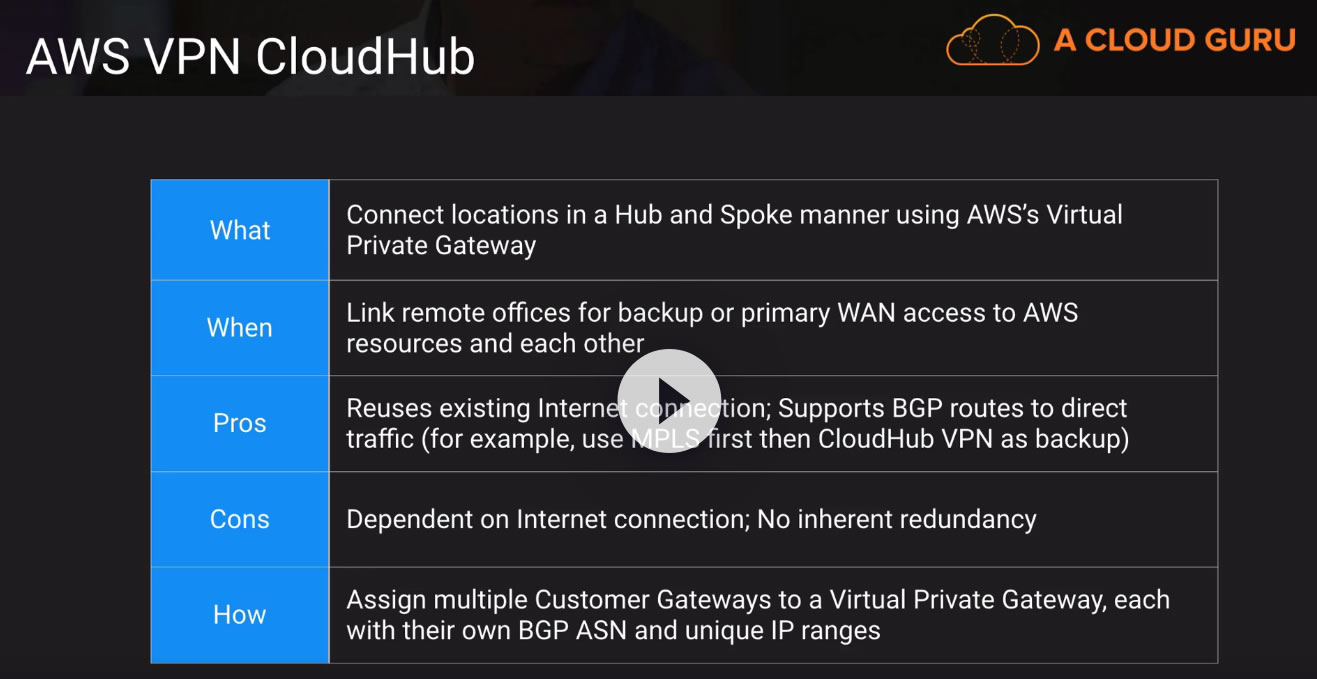 AWS VPN CloudHub
A CLOUD GURU
What
Connect locations in a Hub and Spoke manner using AWS’s Virtual
Private Gateway
When
Link remote offices for backup or primary WAN access to AWS
resources and each other
Pros
Reuses existing Internet connection; Supports BGP routes to direct
traffic (for example, use MPLS first then CloudHub VPN as backup)
Cons
Dependent on Internet connection; No inherent redundancy
How
Assign multiple Customer Gateways to a Virtual Private Gateway, each
with their own BGP ASN and unique IP ranges